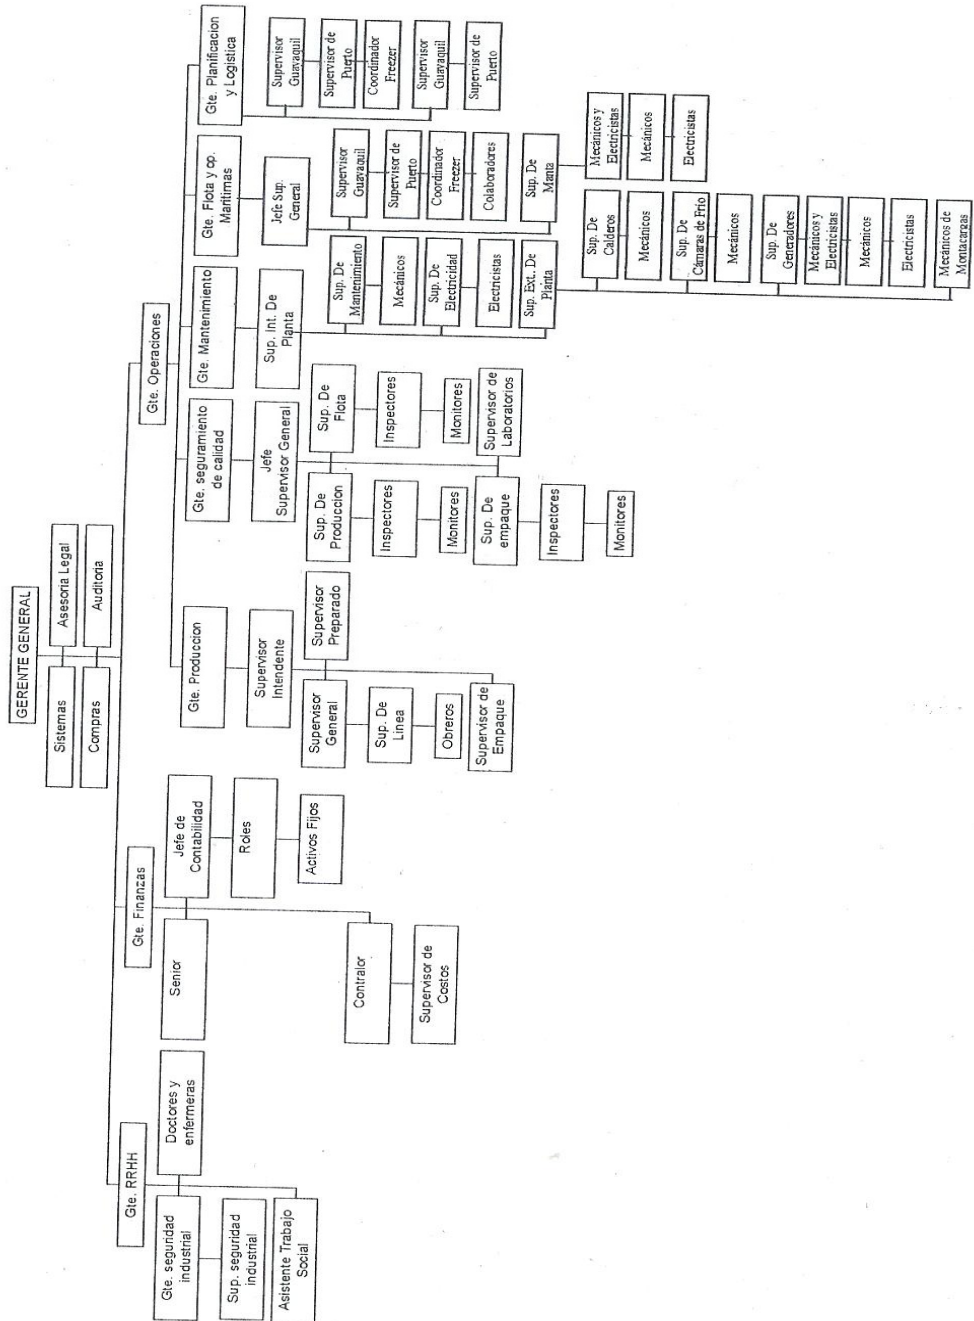 GERENTE GENERAL
Sistemas
Asesoria Legal
Compras
Auditoria
Gte. RRHH
Gte. seguridad
industrial
Doctores y
enfermeras
Sup. seguridad
industrial
Asistente Trabajo
Social
Gte. Finanzas
Senior
Jefe de
Contabilidad
Roles
Activos Fijos
Contralor
Supervisor de
Costos
Gte. Operaciones
Gte. Produccion
Supervisor
Intendente
Supervisor
General
Supervisor
Preparado
Sup. De
Linea
Obreros
Supervisor de
Empaque
Gte. seguramiento
de calidad
Jefe
Supervisor General
Sup. De
Produccion
Sup. De
Flota
Inspectores
Inspectores
Monitores
Monitores
Sup. De
empaque
Supervisor de
Laboratorios
Inspectores
Monitores
Gte. Mantenimiento
Sup. Int. De
Planta
Sup. De
Mantenimiento
Mecánicos
Sup. De
Electricidad
Electricistas
Sup. Ext. De
Planta
Sup. De
Calderos
Mecánicos
Sup. De
Cámaras de Frío
Mecánicos
Sup. De
Generadores
Mecánicos y
Electricistas
Mecánicos
Electricistas
Mecánicos de
Montacargas
Gte. Flota y op.
Maritimas
Jefe Sup.
General
Supervisor
Guavaquil
Supervisor de
Puerto
Coordinador
Freezer
Colaboradores
Sup. De
Manta
Mecánicos y
Electricistas
Mecánicos
Electricistas
Gte. Planificacion
y Logistica
Supervisor
Guavaquil
Supervisor de
Puerto
Coordinador
Freezer
Supervisor
Guavaquil
Supervisor de
Puerto